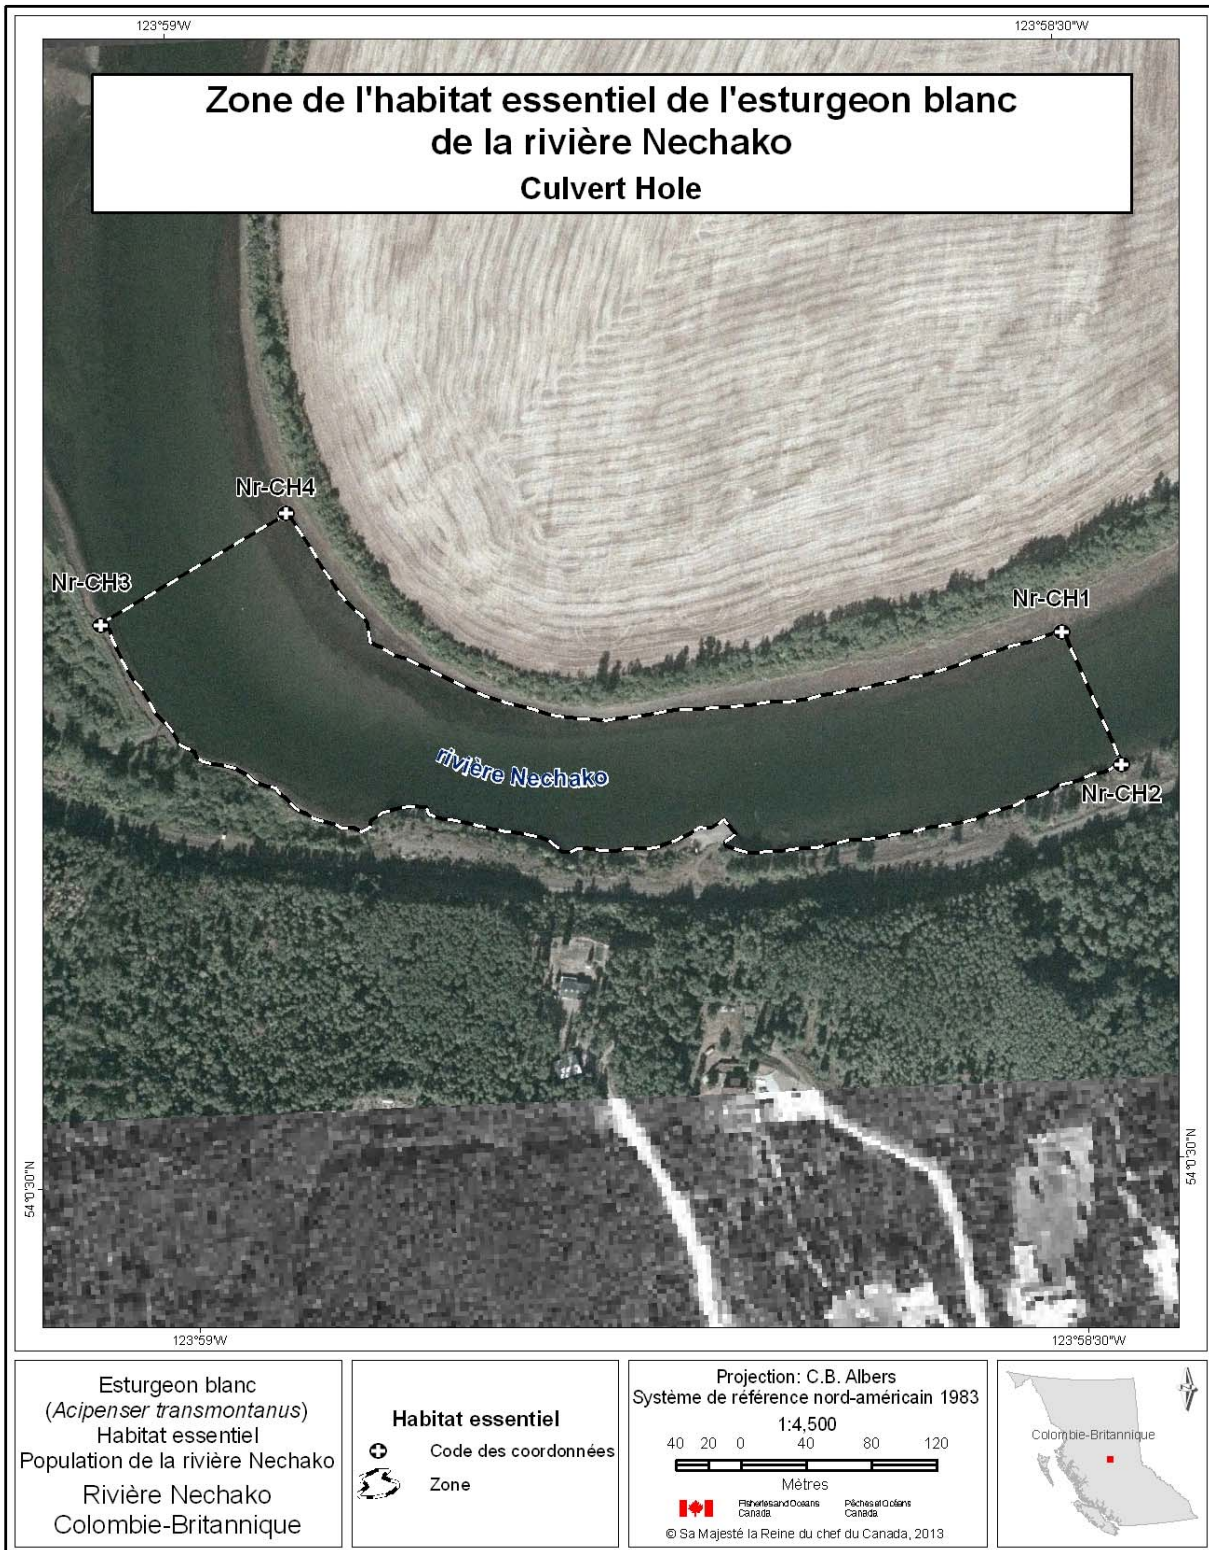 123°59'W
123°58'30"W
Zone de l'habitat essentiel de l'esturgeon blanc
de la rivière Nechako
Culvert Hole
Nr-CH4
Nr-CH3
Nr-CH1
rivière Nechako
Nr-CH2
54°0'30"N
54°0'30"N
123°59'W
123°58'30"W
Esturgeon blanc
(Acipenser transmontanus)
Habitat essentiel
Population de la rivière Nechako
Rivière Nechako
Colombie-Britannique
Habitat essentiel
Code des coordonnées
Zone
Projection: C.B. Albers
Système de référence nord-américain 1983
1:4,500
40 20 0 40 80 120
Mètres
Fisheries and Oceans
Canada
Pêches et Océans
Canada
© Sa Majesté la Reine du chef du Canada, 2013
Colombie-Britannique